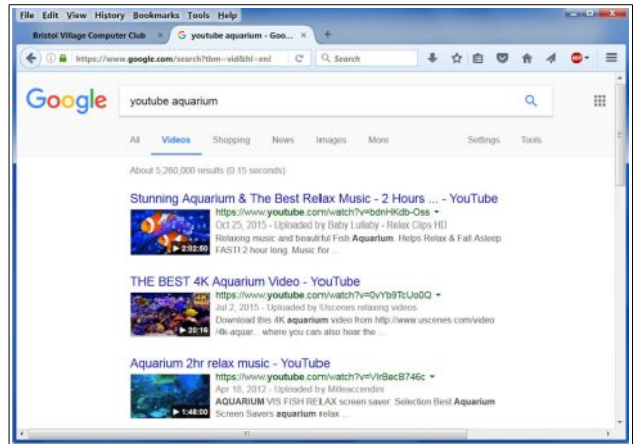 File Edit View History Bookmarks Tools Help
Bristol Village Computer Club × G youtube aquarium - Goo... × +
https://www.google.com/search?tbm=vid&hl=en& C Search
Google youtube aquarium
All Videos Shopping News Images More Settings Tools
About 5,260,000 results (0.15 seconds)
Stunning Aquarium & The Best Relax Music - 2 Hours ... - YouTube
https://www.youtube.com/watch?v=bdnHKdb-Oss
Oct 25, 2015 - Uploaded by Baby Lullaby - Relax Clips HD
Relaxing music and beautiful Fish Aquarium. Helps Relax & Fall Asleep
2:02:50 FAST! 2 hour long. Music for ...
THE BEST 4K Aquarium Video - YouTube
4K https://www.youtube.com/watch?v=0vYb9TcUo0Q
Jul 2, 2015 - Uploaded by Uscenes relaxing videos
Download this 4K aquarium video from http://www.uscenes.com/video
20:16 /4k-aquar... where you can also hear the ...
Aquarium 2hr relax music - YouTube
https://www.youtube.com/watch?v=VIrBecB746c
Apr 18, 2012 - Uploaded by Milleaccendini
AQUARIUM VIS FISH RELAX screen saver. Selection Best Aquarium
1:48:00 Screen Savers aquarium relax ...